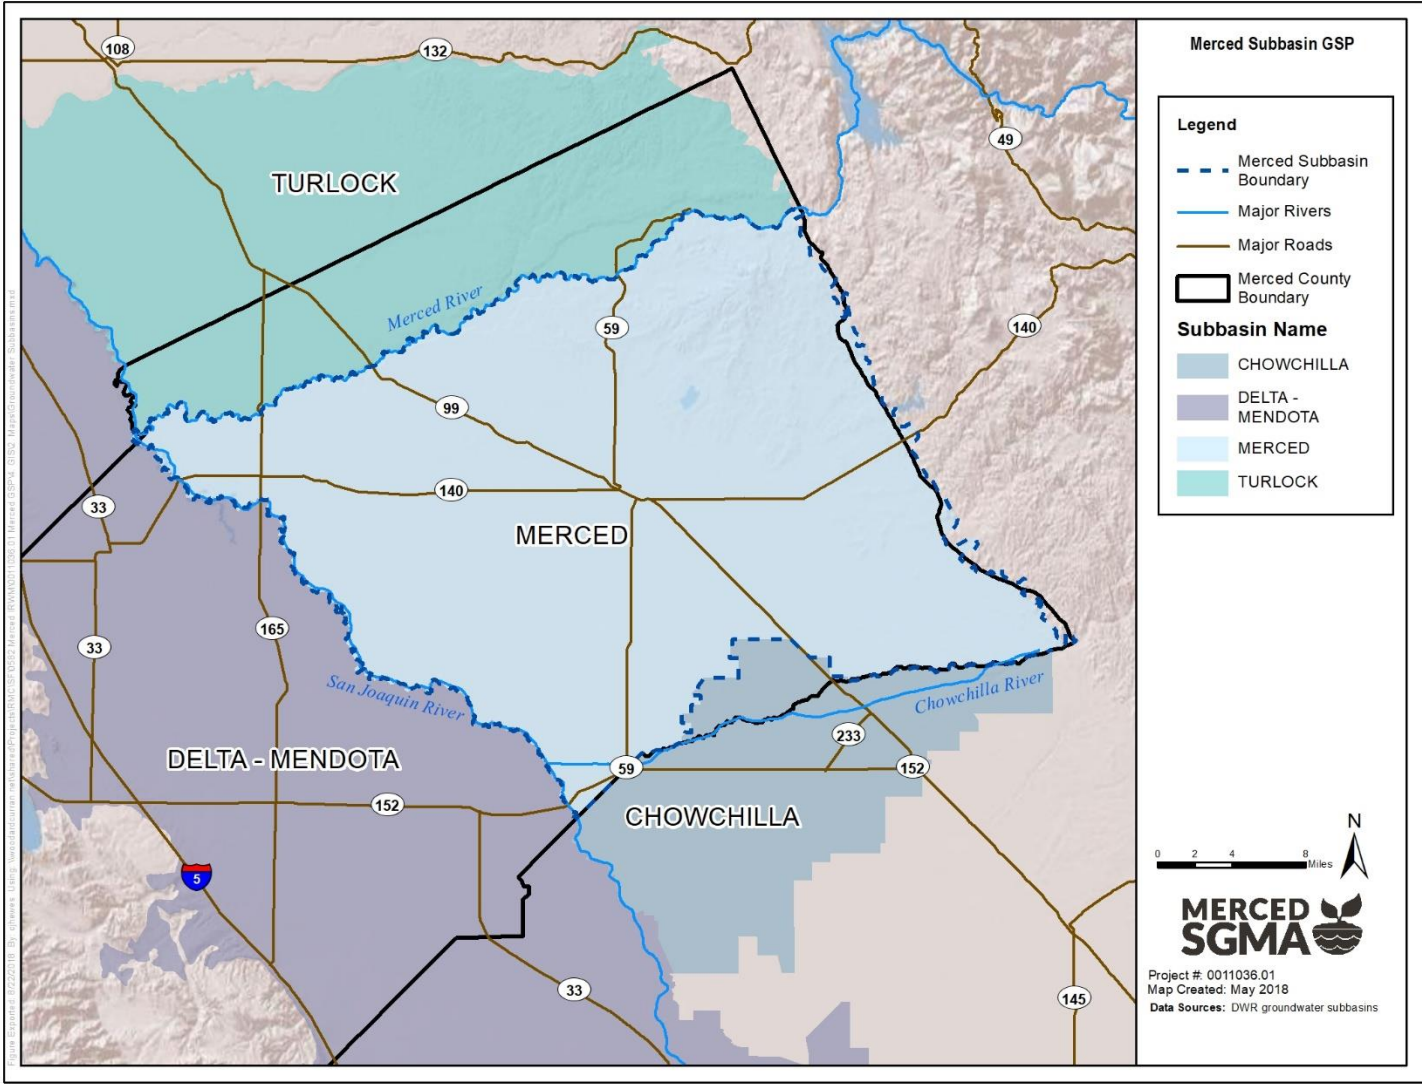 108
132
49
TURLOCK
Merced River
59
140
99
140
MERCED
33
33
165
San Joaquin River
Chowchilla River
233
DELTA - MENDOTA
59
152
152
CHOWCHILLA
5
33
145
Merced Subbasin GSP
Legend
Merced Subbasin
Boundary
Major Rivers
Major Roads
Merced County
Boundary
Subbasin Name
CHOWCHILLA
DELTA -
MENDOTA
MERCED
TURLOCK
N
0 2 4 8
Miles
MERCED
SGMA
Project #: 0011036.01
Map Created: May 2018
Data Sources: DWR groundwater subbasins